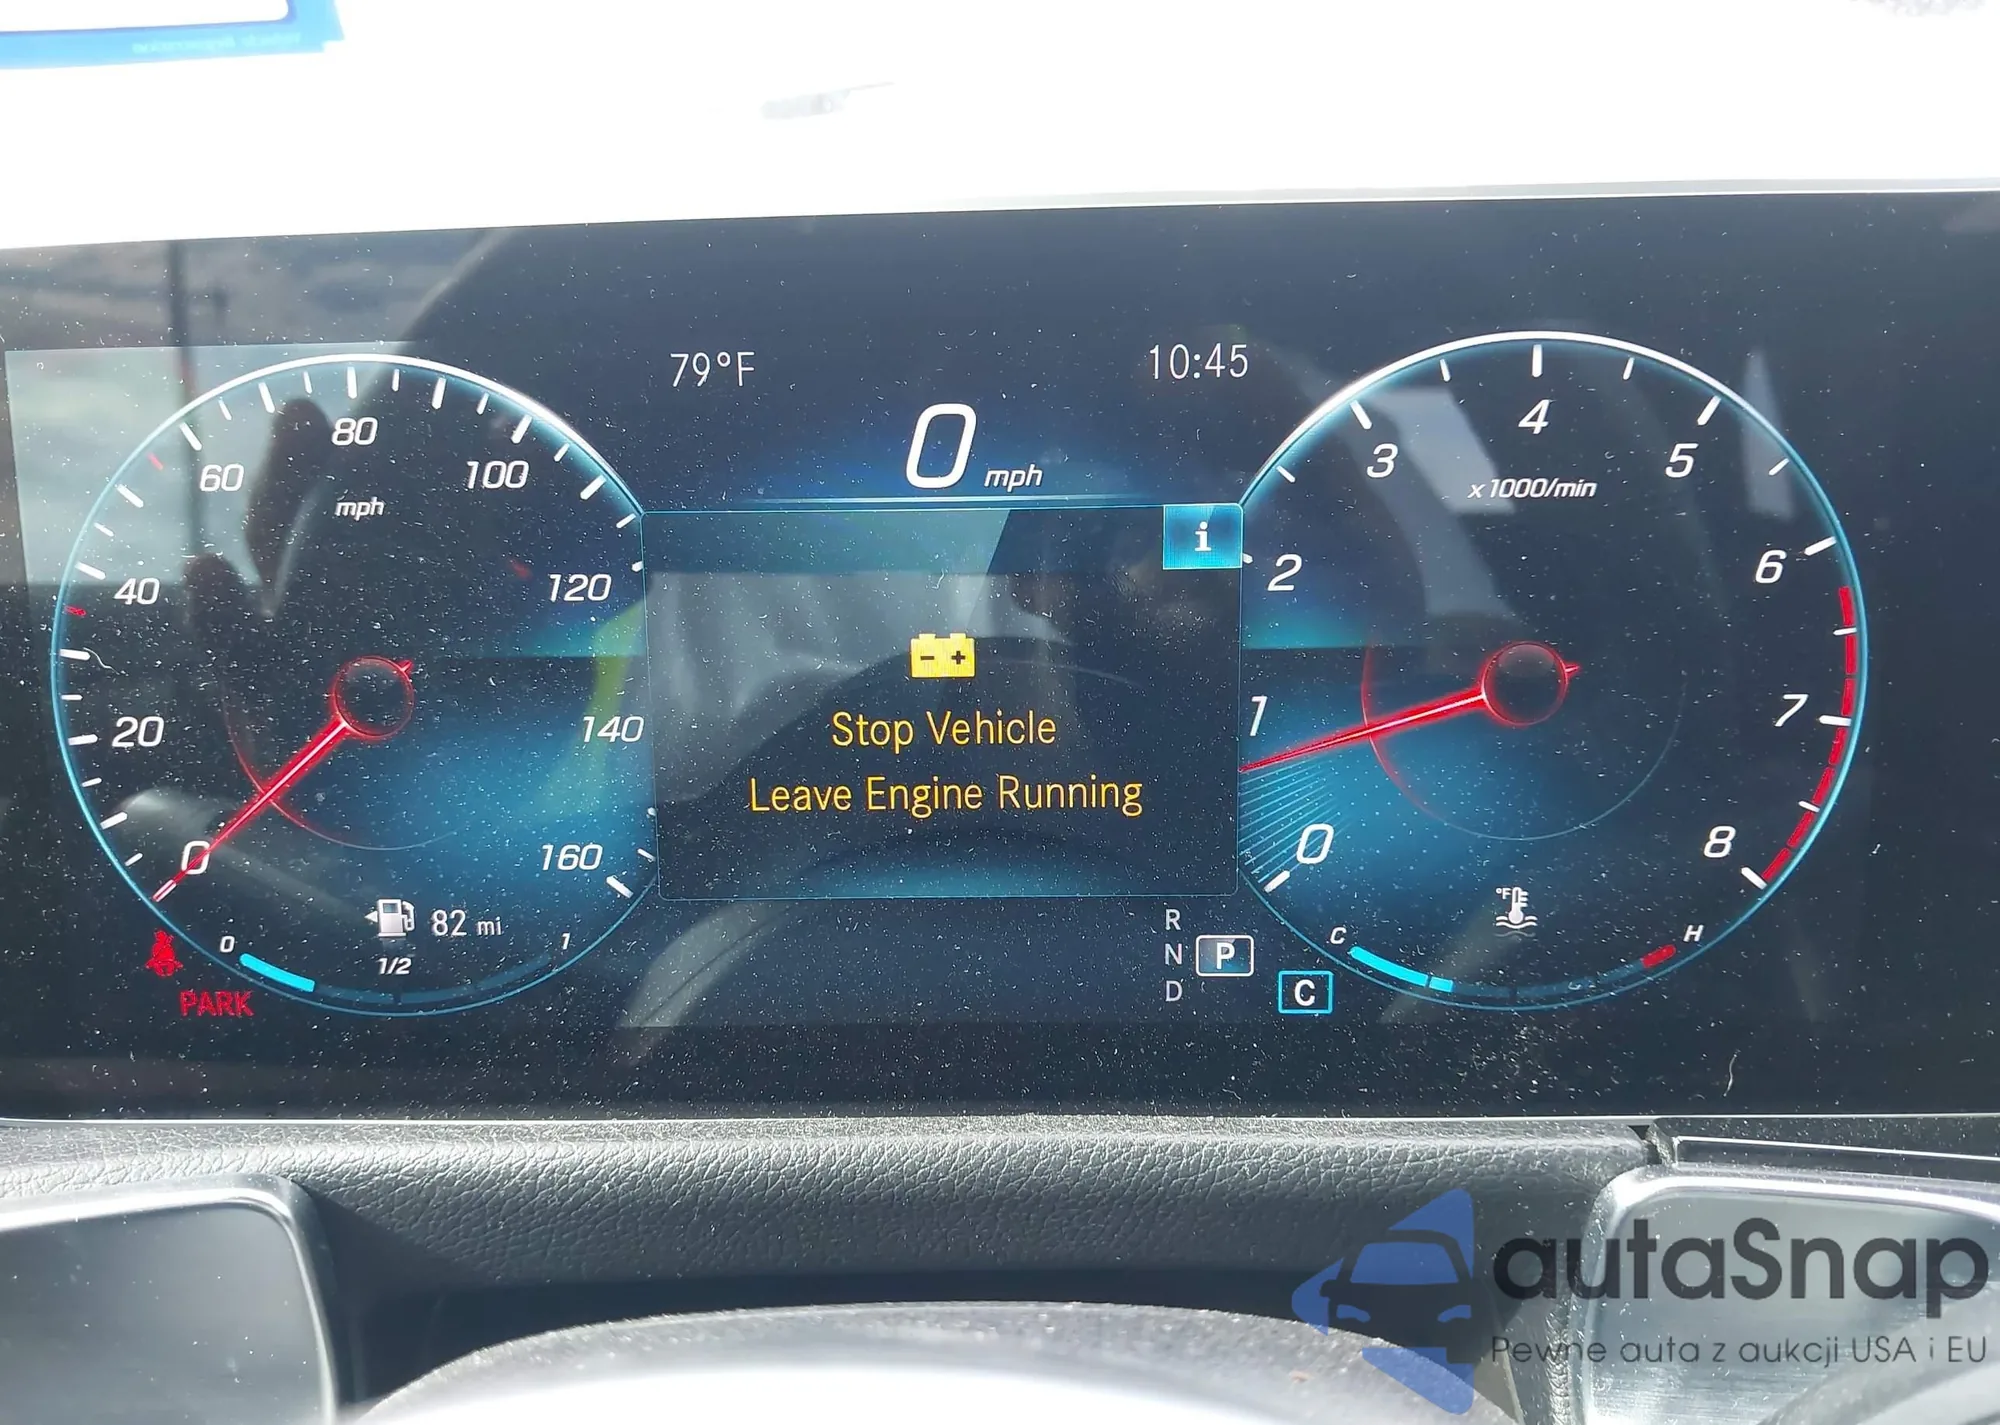 79°F
10:45
0 mph
80
60
100
mph
40
120
20
140
0
160
82 mi
0
1
1/2
PARK
i
- +
Stop Vehicle
Leave Engine Running
R
N P
D
C
4
3
5
x1000/min
2
6
1
7
0
8
°F
C
H
autaSnap
Pewne auta z aukcji USA i EU